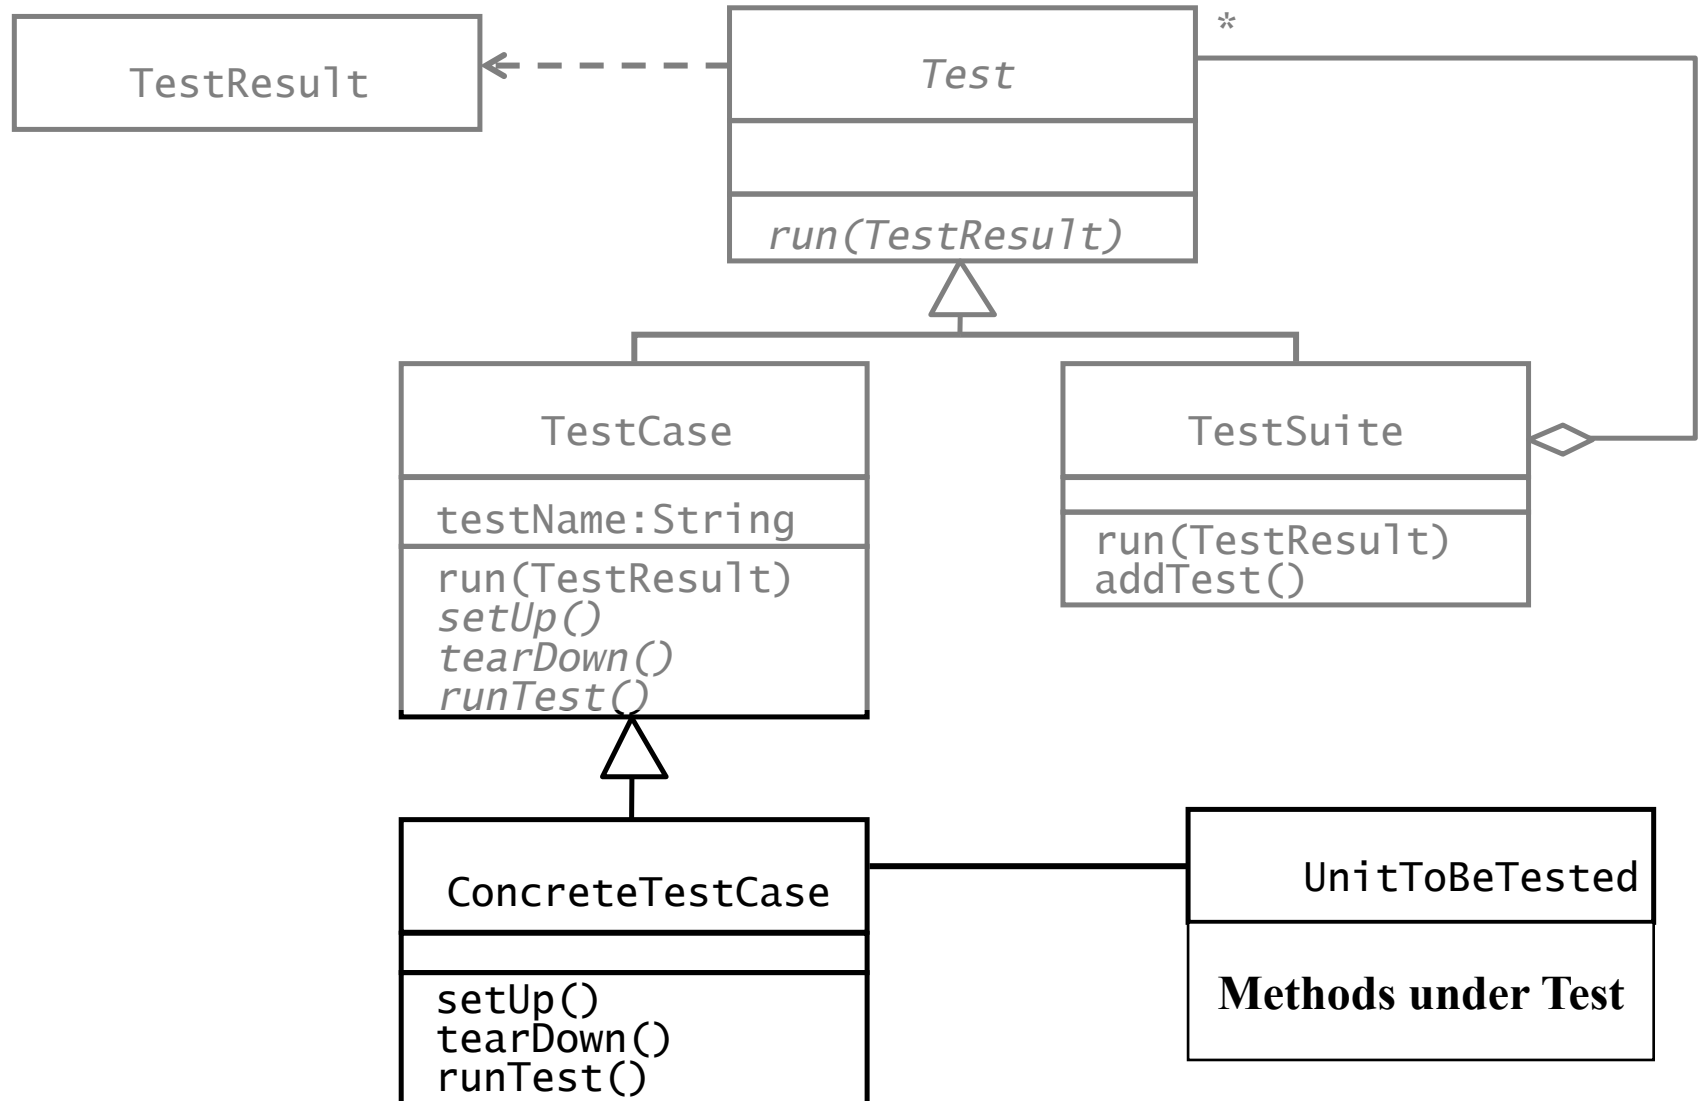 TestResult
Test
*
run(TestResult)
TestCase
testName:String
run(TestResult)
setUp()
tearDown()
runTest()
TestSuite
run(TestResult)
addTest()
ConcreteTestCase
setUp()
tearDown()
runTest()
UnitToBeTested
Methods under Test